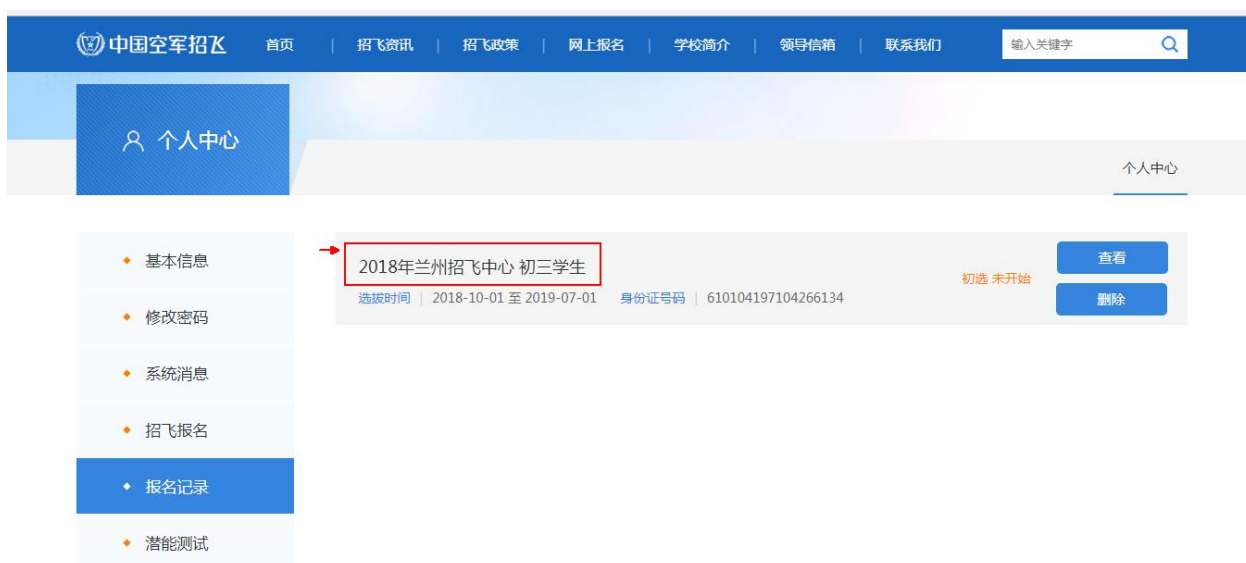 中国空军招飞 首页 | 招飞资讯 | 招飞政策 | 网上报名 | 学校简介 | 领导信箱 | 联系我们 输入关键字
个人中心
个人中心
基本信息
修改密码
系统消息
招飞报名
报名记录
潜能测试
2018年兰州招飞中心 初三学生
选拔时间 | 2018-10-01 至 2019-07-01 身份证号码 | 610104197104266134
初选 未开始
查看
删除